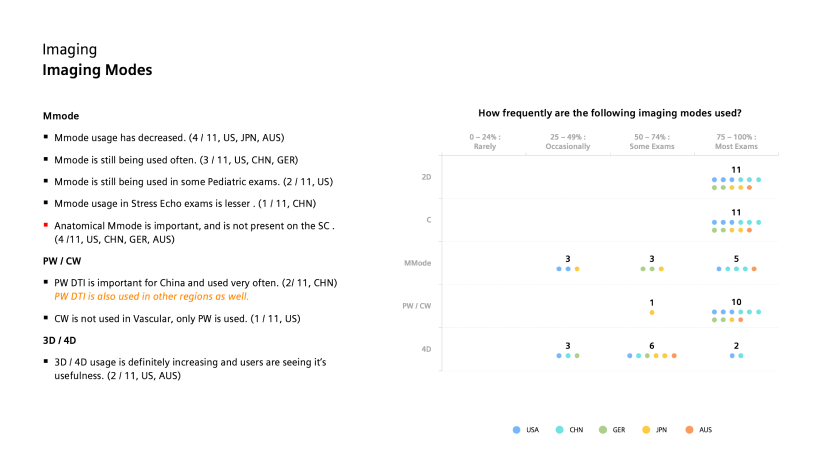 Imaging
Imaging Modes
Mmode
Mmode usage has decreased. (4 / 11, US, JPN, AUS)
Mmode is still being used often. (3 / 11, US, CHN, GER)
Mmode is still being used in some Pediatric exams. (2 / 11, US)
Mmode usage in Stress Echo exams is lesser . (1 / 11, CHN)
Anatomical Mmode is important, and is not present on the SC .
(4 /11, US, CHN, GER, AUS)
PW / CW
PW DTI is important for China and used very often. (2/ 11, CHN)
PW DTI is also used in other regions as well.
CW is not used in Vascular, only PW is used. (1 / 11, US)
3D / 4D
3D / 4D usage is definitely increasing and users are seeing it’s
usefulness. (2 / 11, US, AUS)
How frequently are the following imaging modes used?
0 – 24% :
Rarely
25 – 49% :
Occasionally
50 – 74% :
Some Exams
75 – 100% :
Most Exams
2D
11
C
11
MMode
3
3
5
PW / CW
1
10
4D
3
6
2
USA
CHN
GER
JPN
AUS